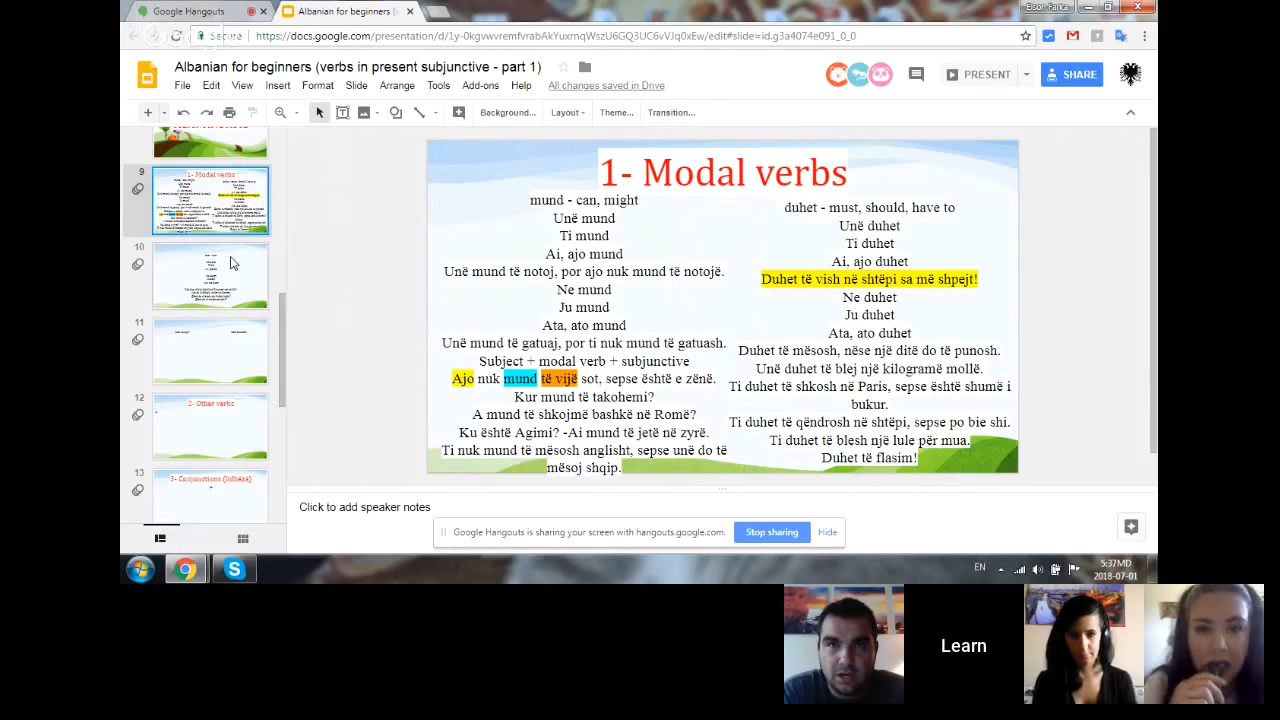 Google Hangouts
Albanian for beginners (v
Elson Farka
Secure
https://docs.google.com/presentation/d/1y-0kgvwvremfvrabAkYuxrnqWszU6GQ3UC6vVJq0xEw/edit#slide=id.g3a4074e091_0_0
Albanian for beginners (verbs in present subjunctive - part 1)
File Edit View Insert Format Slide Arrange Tools Add-ons Help All changes saved in Drive
PRESENT
SHARE
Background... Layout Theme... Transition...
9
1- Modal verbs
10
11
12
2- Other verbs
13
3- Conjunctions (lidhëza)
1- Modal verbs
mund - can, might
Unë mund
Ti mund
Ai, ajo mund
Unë mund të notoj, por ajo nuk mund të notojë.
Ne mund
Ju mund
Ata, ato mund
Unë mund të gatuaj, por ti nuk mund të gatuash.
Subject + modal verb + subjunctive
Ajo nuk mund të vijë sot, sepse është e zënë.
Kur mund të takohemi?
A mund të shkojmë bashkë në Romë?
Ku është Agimi? -Ai mund të jetë në zyrë.
Ti nuk mund të mësosh anglisht, sepse unë do të
mësoj shqip.
duhet - must, should, have to
Unë duhet
Ti duhet
Ai, ajo duhet
Duhet të vish në shtëpi sa më shpejt!
Ne duhet
Ju duhet
Ata, ato duhet
Duhet të mësosh, nëse një ditë do të punosh.
Unë duhet të blej një kilogramë mollë.
Ti duhet të shkosh në Paris, sepse është shumë i
bukur.
Ti duhet të qëndrosh në shtëpi, sepse po bie shi.
Ti duhet të blesh një lule për mua.
Duhet të flasim!
Click to add speaker notes
Google Hangouts is sharing your screen with hangouts.google.com.
Stop sharing
Hide
EN
5:37MD
2018-07-01
Learn